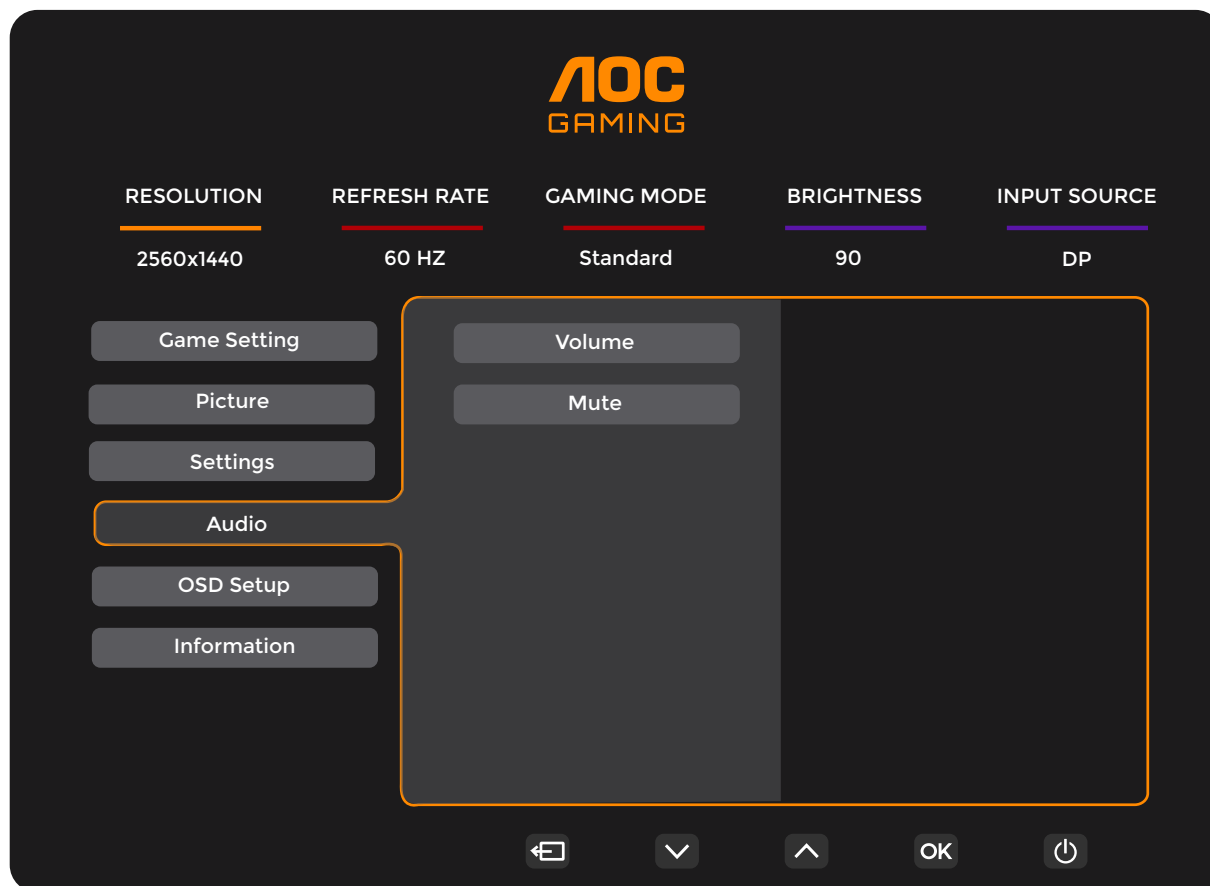 AOC
GAMING
RESOLUTION REFRESH RATE GAMING MODE BRIGHTNESS INPUT SOURCE
2560x1440 60 HZ Standard 90 DP
Game Setting Volume
Picture Mute
Settings
Audio
OSD Setup
Information
OK